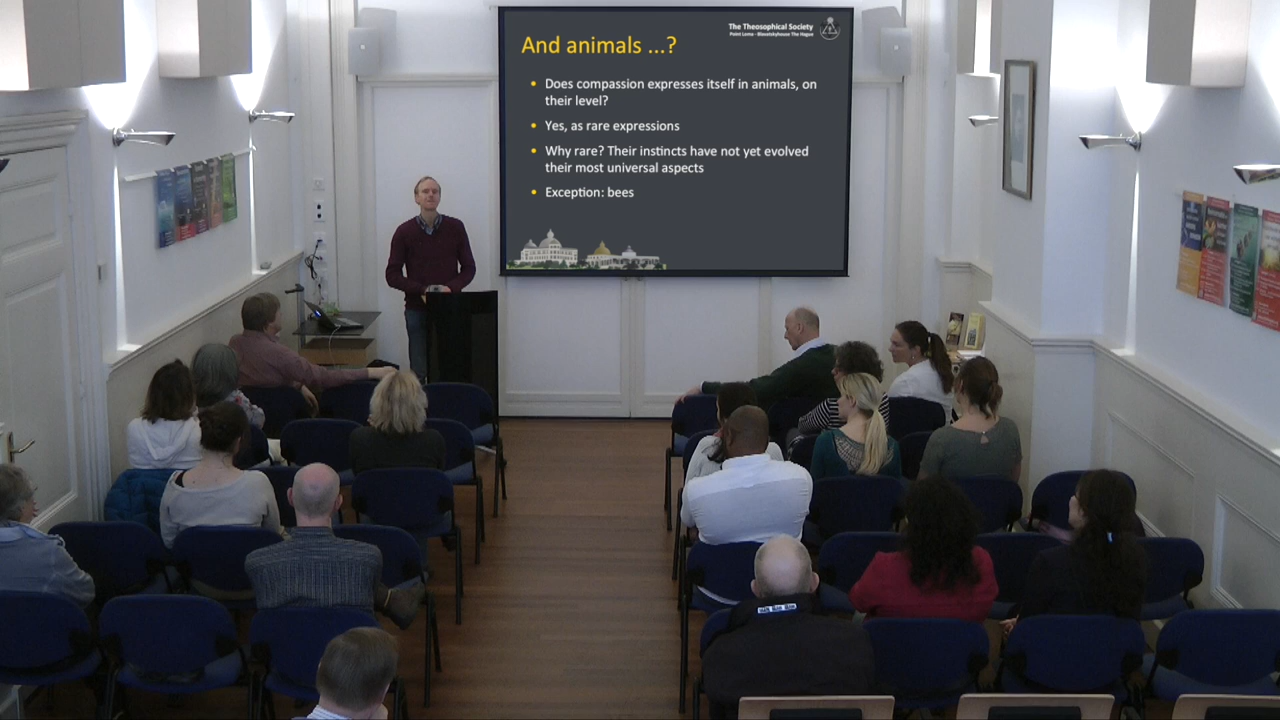 The Theosophical Society
Point Loma - Blavatskyhouse The Hague
And animals ...?
• Does compassion expresses itself in animals, on
their level?
• Yes, as rare expressions
• Why rare? Their instincts have not yet evolved
their most universal aspects
• Exception: bees